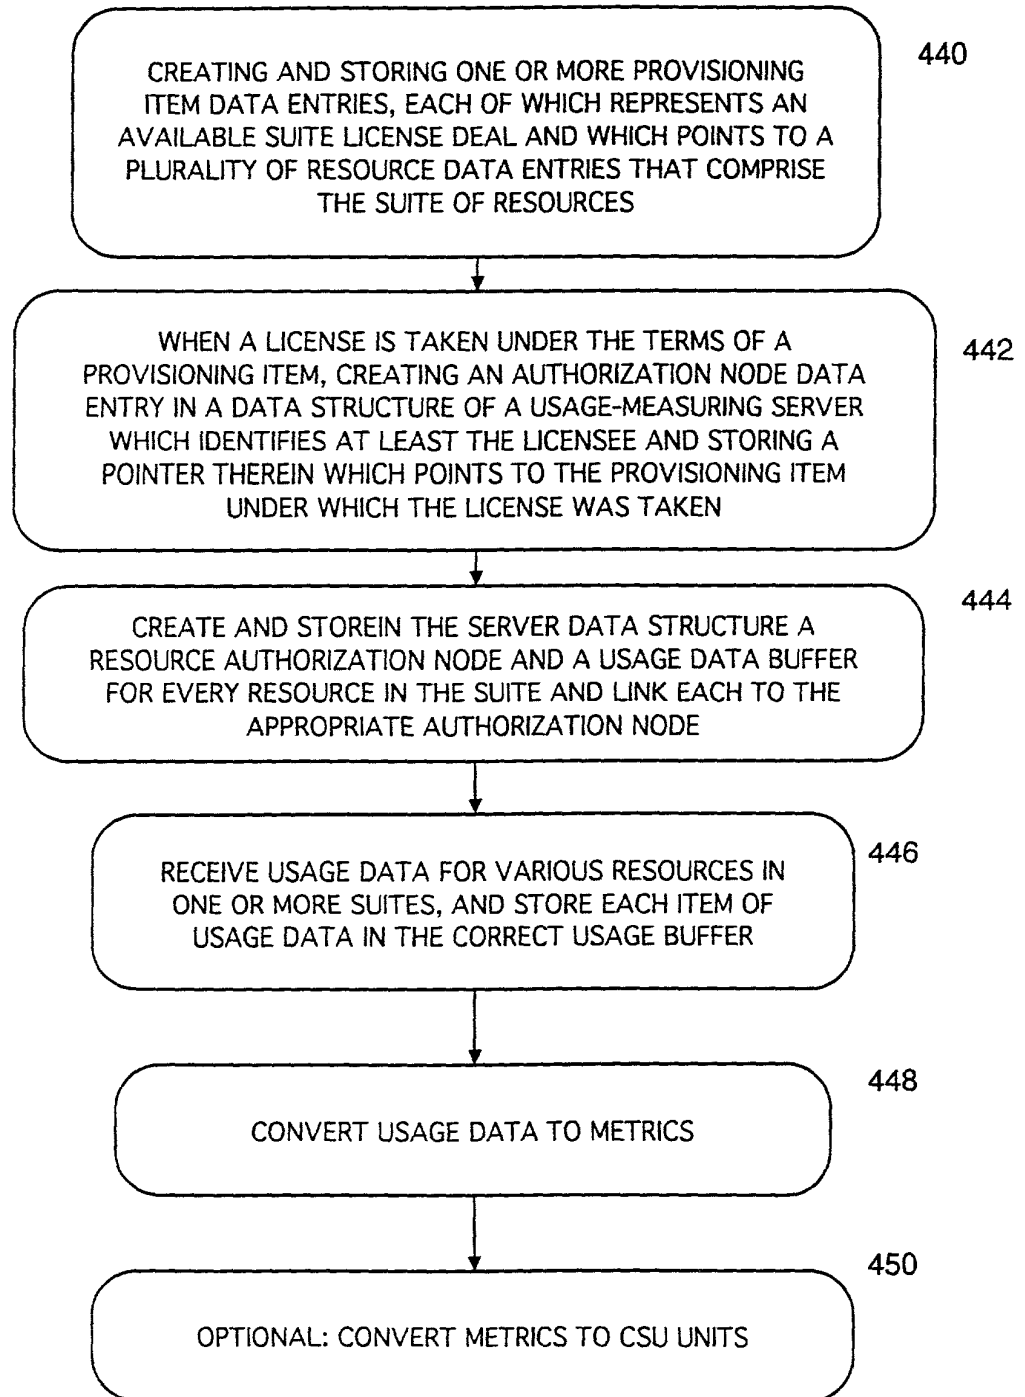 CREATING AND STORING ONE OR MORE PROVISIONING
ITEM DATA ENTRIES, EACH OF WHICH REPRESENTS AN
AVAILABLE SUITE LICENSE DEAL AND WHICH POINTS TO A
PLURALITY OF RESOURCE DATA ENTRIES THAT COMPRISE
THE SUITE OF RESOURCES
440
WHEN A LICENSE IS TAKEN UNDER THE TERMS OF A
PROVISIONING ITEM, CREATING AN AUTHORIZATION NODE DATA
ENTRY IN A DATA STRUCTURE OF A USAGE-MEASURING SERVER
WHICH IDENTIFIES AT LEAST THE LICENSEE AND STORING A
POINTER THEREIN WHICH POINTS TO THE PROVISIONING ITEM
UNDER WHICH THE LICENSE WAS TAKEN
442
CREATE AND STOREIN THE SERVER DATA STRUCTURE A
RESOURCE AUTHORIZATION NODE AND A USAGE DATA BUFFER
FOR EVERY RESOURCE IN THE SUITE AND LINK EACH TO THE
APPROPRIATE AUTHORIZATION NODE
444
RECEIVE USAGE DATA FOR VARIOUS RESOURCES IN
ONE OR MORE SUITES, AND STORE EACH ITEM OF
USAGE DATA IN THE CORRECT USAGE BUFFER
446
CONVERT USAGE DATA TO METRICS
448
OPTIONAL: CONVERT METRICS TO CSU UNITS
450